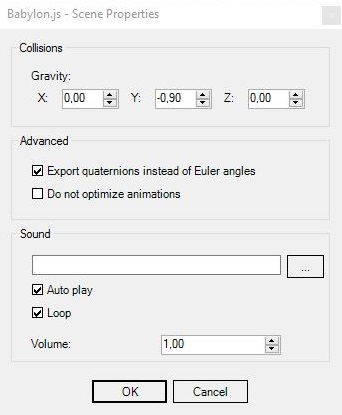 Babylon.js - Scene Properties
Collisions
Gravity:
X: 0,00 Y: -0,90 Z: 0,00
Advanced
Export quaternions instead of Euler angles
Do not optimize animations
Sound
...
Auto play
Loop
Volume: 1,00
OK Cancel